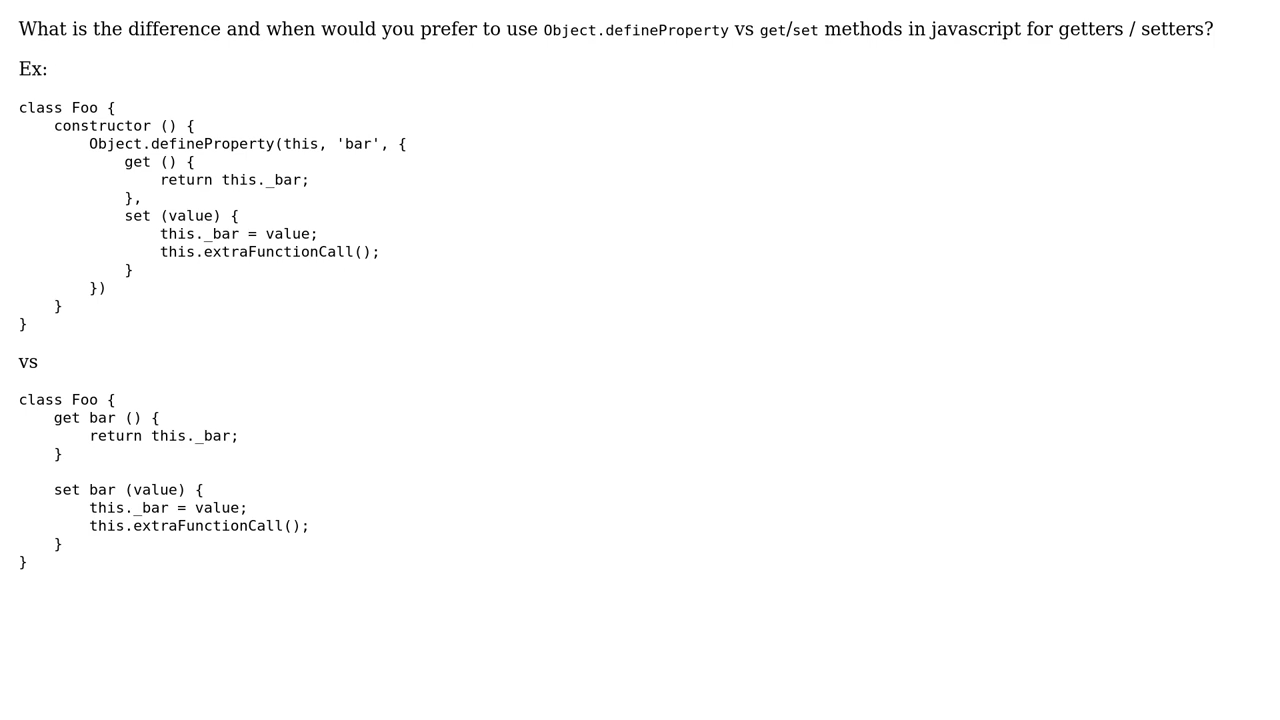 What is the difference and when would you prefer to use Object.defineProperty vs get/set methods in javascript for getters / setters?
Ex:
class Foo {
    constructor () {
        Object.defineProperty(this, 'bar', {
            get () {
                return this._bar;
            },
            set (value) {
                this._bar = value;
                this.extraFunctionCall();
            }
        })
    }
}
vs
class Foo {
    get bar () {
        return this._bar;
    }

    set bar (value) {
        this._bar = value;
        this.extraFunctionCall();
    }
}